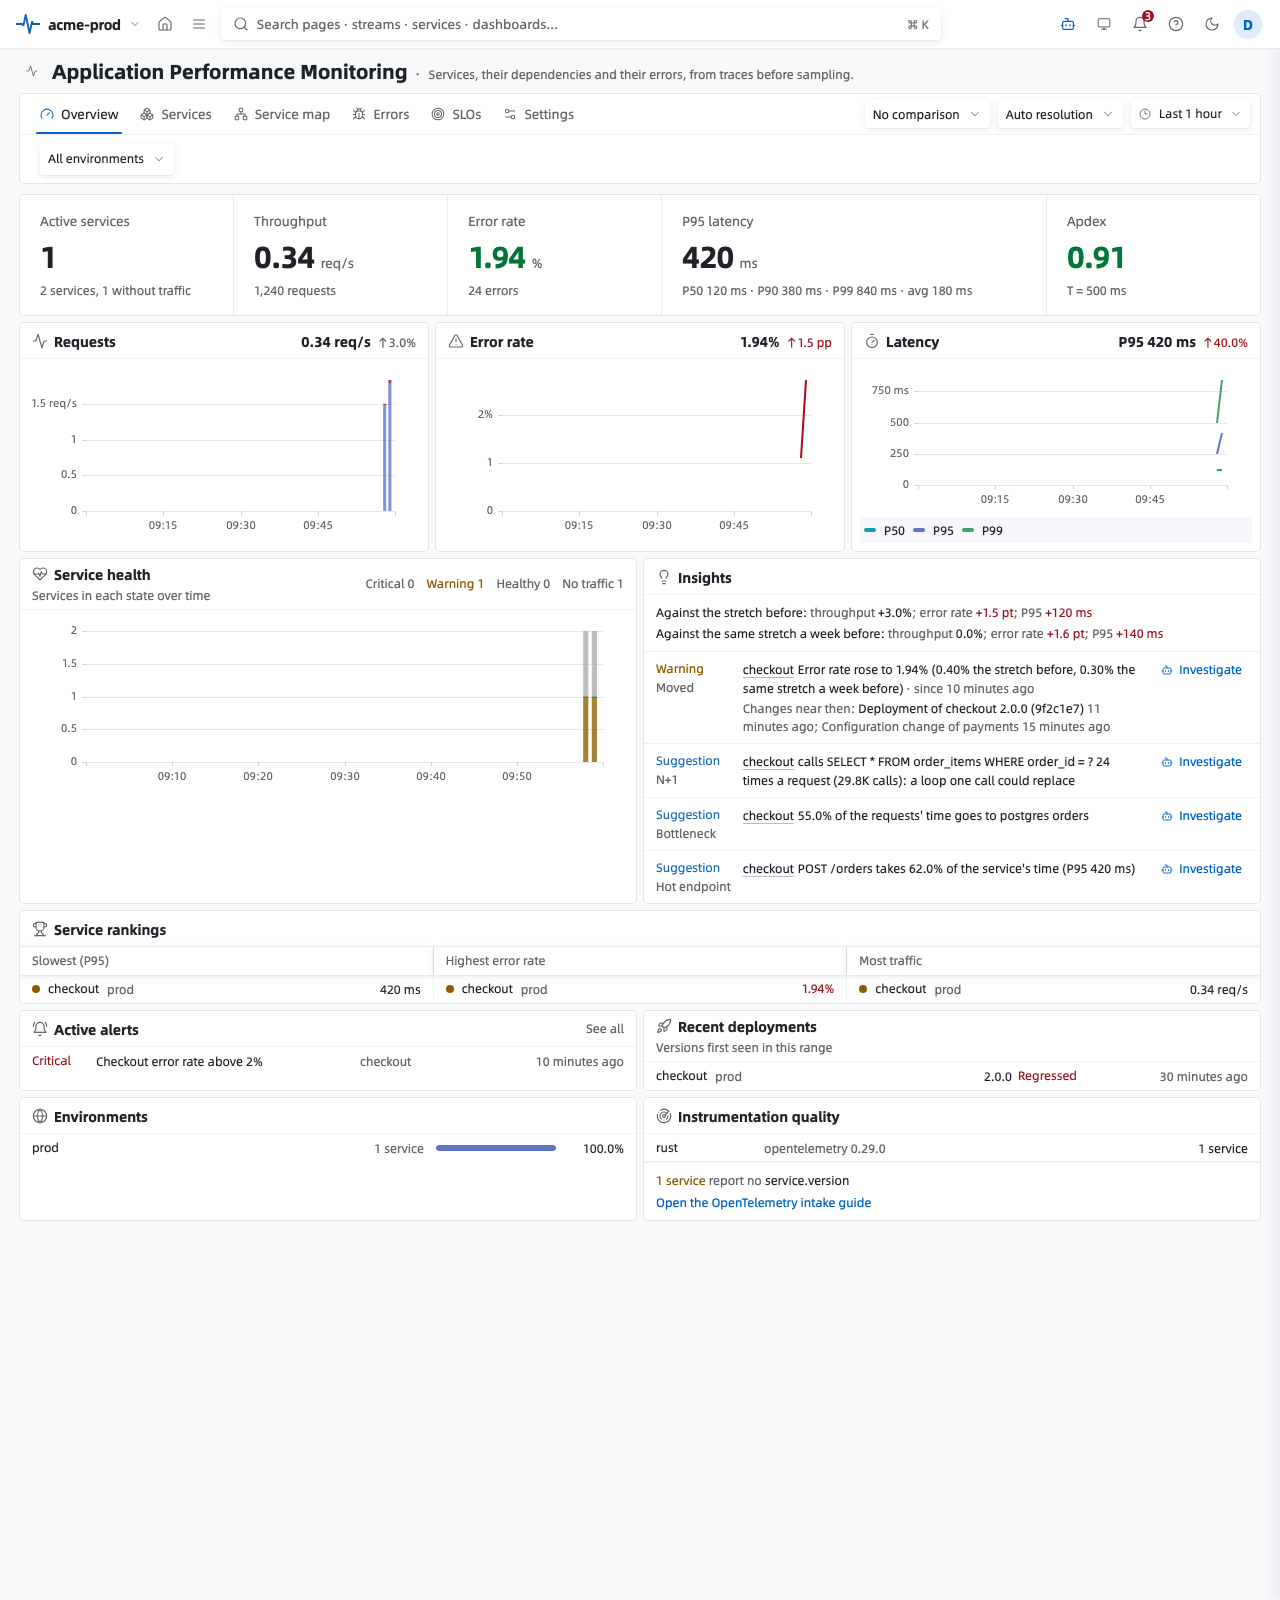 acme-prod
Search pages · streams · services · dashboards...
⌘ K
3
D
Application Performance Monitoring · Services, their dependencies and their errors, from traces before sampling.
Overview
Services
Service map
Errors
SLOs
Settings
No comparison
Auto resolution
Last 1 hour
All environments
Active services
1
2 services, 1 without traffic
Throughput
0.34 req/s
1,240 requests
Error rate
1.94 %
24 errors
P95 latency
420 ms
P50 120 ms · P90 380 ms · P99 840 ms · avg 180 ms
Apdex
0.91
T = 500 ms
Requests
0.34 req/s ↑3.0%
1.5 req/s
1
0.5
0
09:15 09:30 09:45
Error rate
1.94% ↑1.5 pp
2%
1
0
09:15 09:30 09:45
Latency
P95 420 ms ↑40.0%
750 ms
500
250
0
09:15 09:30 09:45
P50 P95 P99
Service health
Services in each state over time
Critical 0 Warning 1 Healthy 0 No traffic 1
2
1.5
1
0.5
0
09:10 09:20 09:30 09:40 09:50
Insights
Against the stretch before: throughput +3.0%; error rate +1.5 pt; P95 +120 ms
Against the same stretch a week before: throughput 0.0%; error rate +1.6 pt; P95 +140 ms
Warning
Moved
checkout Error rate rose to 1.94% (0.40% the stretch before, 0.30% the
same stretch a week before) · since 10 minutes ago
Changes near then: Deployment of checkout 2.0.0 (9f2c1e7) 11
minutes ago; Configuration change of payments 15 minutes ago
Investigate
Suggestion
N+1
checkout calls SELECT * FROM order_items WHERE order_id = ? 24
times a request (29.8K calls): a loop one call could replace
Investigate
Suggestion
Bottleneck
checkout 55.0% of the requests' time goes to postgres orders
Investigate
Suggestion
Hot endpoint
checkout POST /orders takes 62.0% of the service's time (P95 420 ms)
Investigate
Service rankings
Slowest (P95)
checkout prod 420 ms
Highest error rate
checkout prod 1.94%
Most traffic
checkout prod 0.34 req/s
Active alerts
See all
Critical Checkout error rate above 2% checkout 10 minutes ago
Recent deployments
Versions first seen in this range
checkout prod 2.0.0 Regressed 30 minutes ago
Environments
prod 1 service 100.0%
Instrumentation quality
rust opentelemetry 0.29.0 1 service
1 service report no service.version
Open the OpenTelemetry intake guide